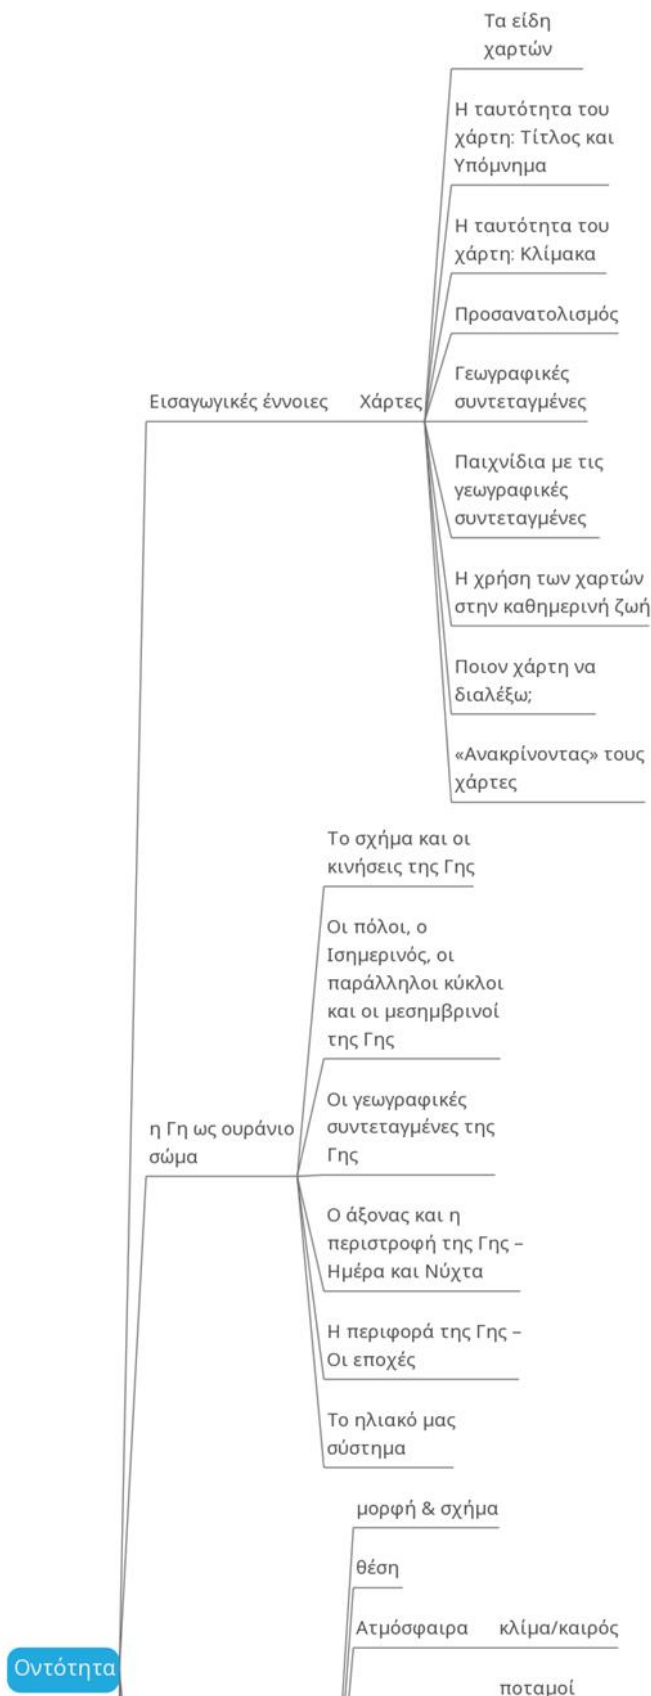 Τα είδη
χαρτών
Η ταυτότητα του
χάρτη: Τίτλος και
Υπόμνημα
Η ταυτότητα του
χάρτη: Κλίμακα
Προσανατολισμός
Γεωγραφικές
συντεταγμένες
Εισαγωγικές έννοιες Χάρτες
Παιχνίδια με τις
γεωγραφικές
συντεταγμένες
Η χρήση των χαρτών
στην καθημερινή ζωή
Ποιον χάρτη να
διαλέξω;
«Ανακρίνοντας» τους
χάρτες
Το σχήμα και οι
κινήσεις της Γης
Οι πόλοι, ο
Ισημερινός, οι
παράλληλοι κύκλοι
και οι μεσημβρινοί
της Γης
Οι γεωγραφικές
συντεταγμένες της
Γης
η Γη ως ουράνιο
σώμα
Ο άξονας και η
περιστροφή της Γης –
Ημέρα και Νύχτα
Η περιφορά της Γης –
Οι εποχές
Το ηλιακό μας
σύστημα
μορφή & σχήμα
θέση
Ατμόσφαιρα κλίμα/καιρός
Οντότητα
ποταμοί